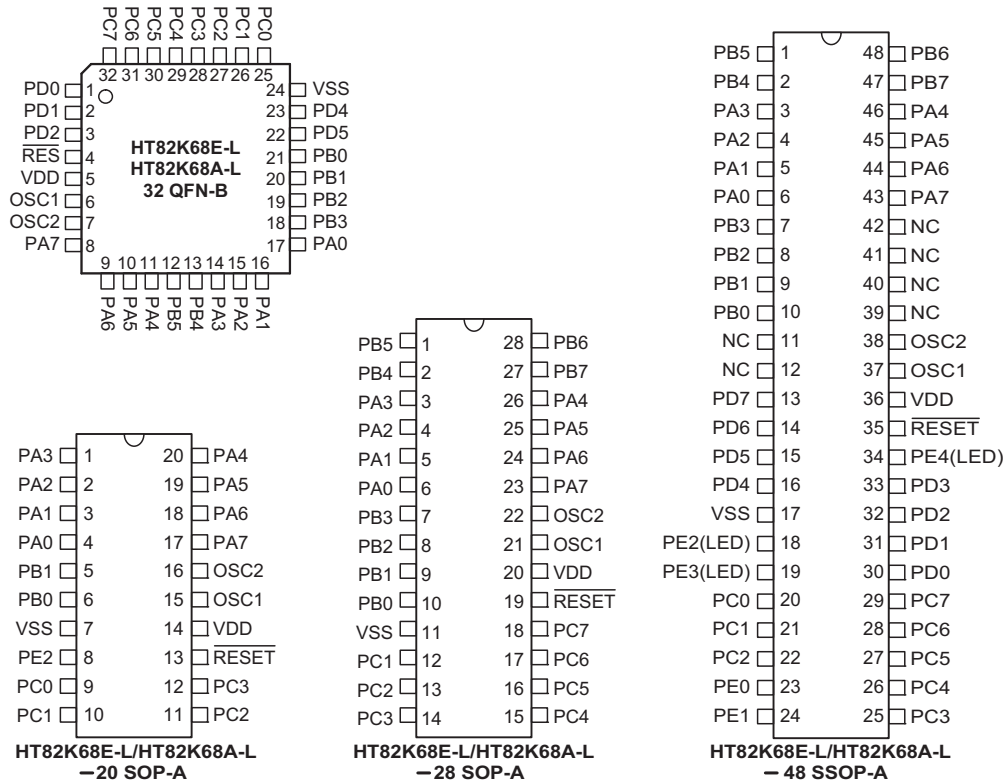 PC7 PC6 PC5 PC4 PC3 PC2 PC1 PC0
32 31 30 29 28 27 26 25
PD0 1 24 VSS
PD1 2 23 PD4
PD2 3 22 PD5
RES 4 21 PB0
VDD 5 20 PB1
OSC1 6 19 PB2
OSC2 7 18 PB3
PA7 8 17 PA0
HT82K68E-L
HT82K68A-L
32 QFN-B
9 10 11 12 13 14 15 16
PA6 PA5 PA4 PB5 PB4 PA3 PA2 PA1
PA3 1 20 PA4
PA2 2 19 PA5
PA1 3 18 PA6
PA0 4 17 PA7
PB1 5 16 OSC2
PB0 6 15 OSC1
VSS 7 14 VDD
PE2 8 13 RESET
PC0 9 12 PC3
PC1 10 11 PC2
HT82K68E-L/HT82K68A-L
–20 SOP-A
PB5 1 28 PB6
PB4 2 27 PB7
PA3 3 26 PA4
PA2 4 25 PA5
PA1 5 24 PA6
PA0 6 23 PA7
PB3 7 22 OSC2
PB2 8 21 OSC1
PB1 9 20 VDD
PB0 10 19 RESET
VSS 11 18 PC7
PC1 12 17 PC6
PC2 13 16 PC5
PC3 14 15 PC4
HT82K68E-L/HT82K68A-L
–28 SOP-A
PB5 1 48 PB6
PB4 2 47 PB7
PA3 3 46 PA4
PA2 4 45 PA5
PA1 5 44 PA6
PA0 6 43 PA7
PB3 7 42 NC
PB2 8 41 NC
PB1 9 40 NC
PB0 10 39 NC
NC 11 38 OSC2
NC 12 37 OSC1
PD7 13 36 VDD
PD6 14 35 RESET
PD5 15 34 PE4(LED)
PD4 16 33 PD3
VSS 17 32 PD2
PE2(LED) 18 31 PD1
PE3(LED) 19 30 PD0
PC0 20 29 PC7
PC1 21 28 PC6
PC2 22 27 PC5
PE0 23 26 PC4
PE1 24 25 PC3
HT82K68E-L/HT82K68A-L
–48 SSOP-A